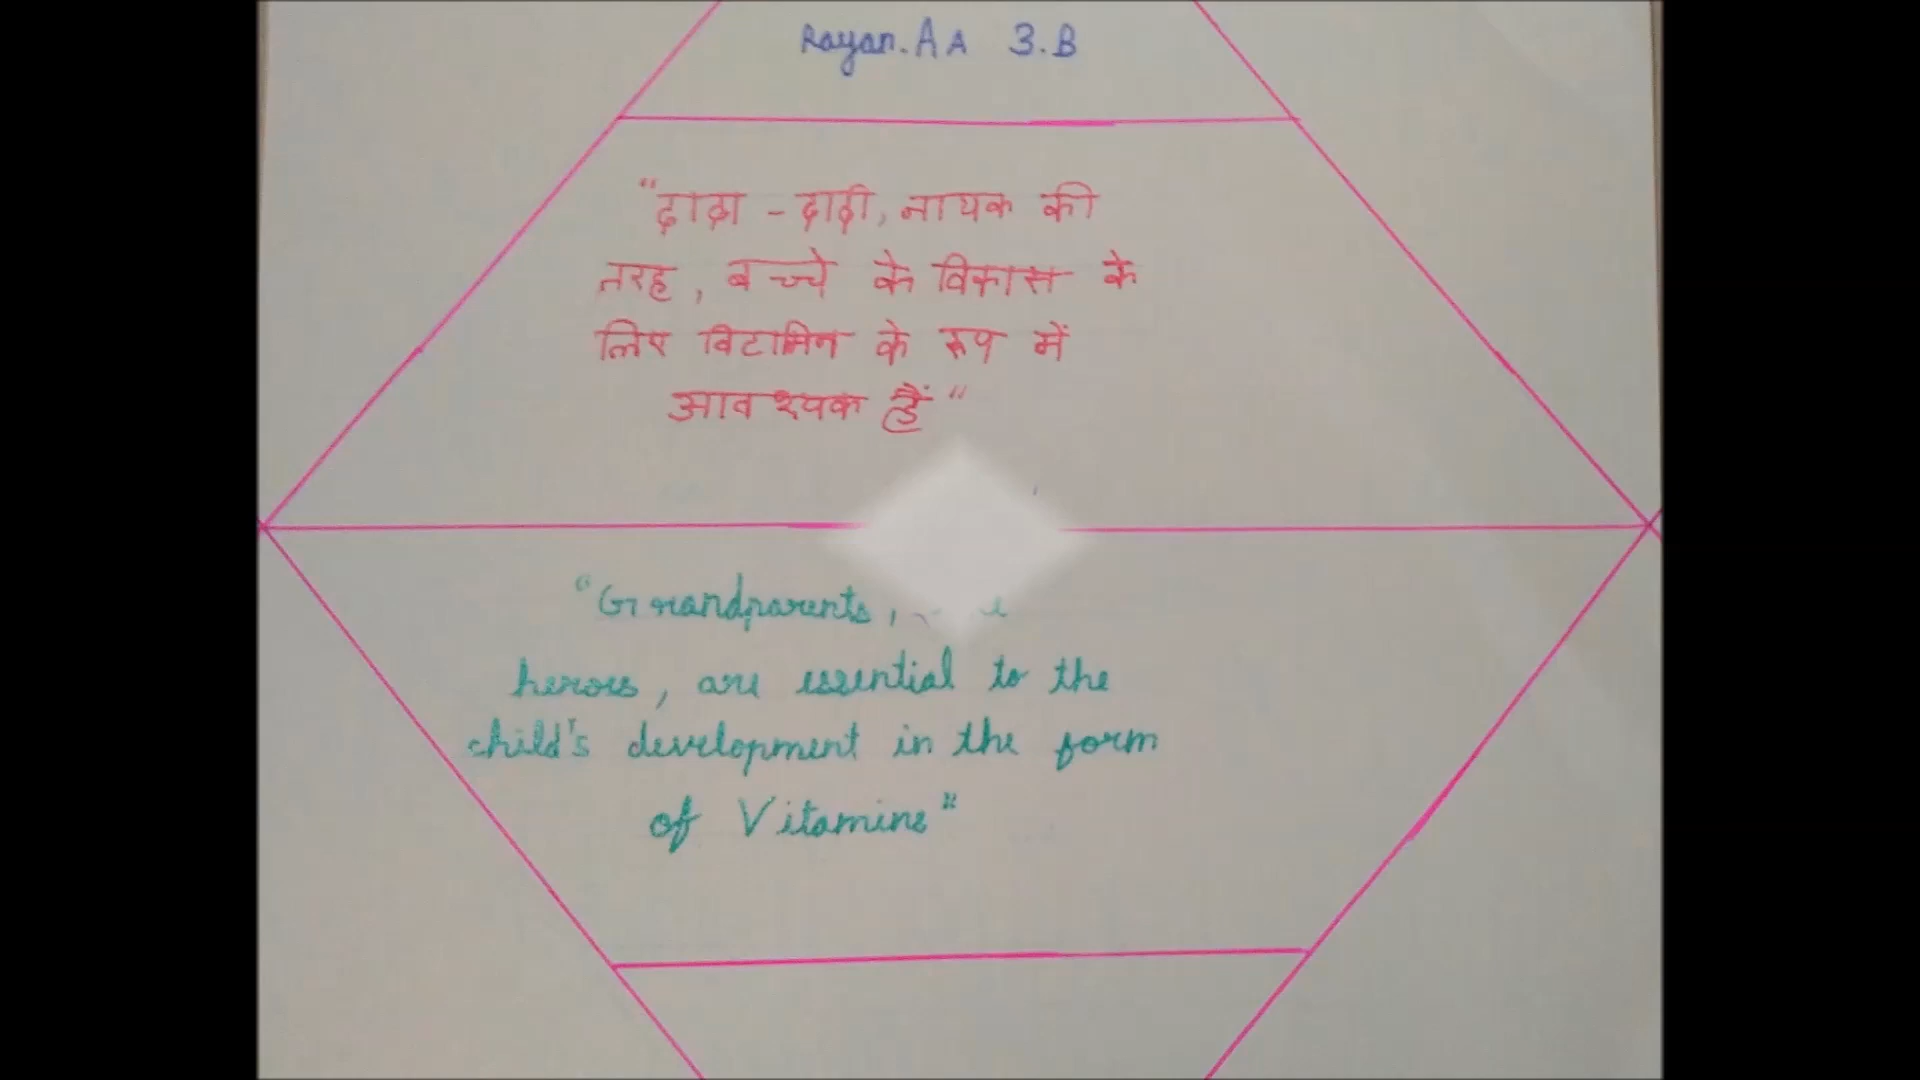 Rayan. A A 3.B
"दादा - दादी, नायक की
तरह, बच्चे के विकास के
लिए विटामिन के रूप में
आवश्यक हैं"
"Grandparents,
heroes, are essential to the
child's development in the form
of Vitamins"